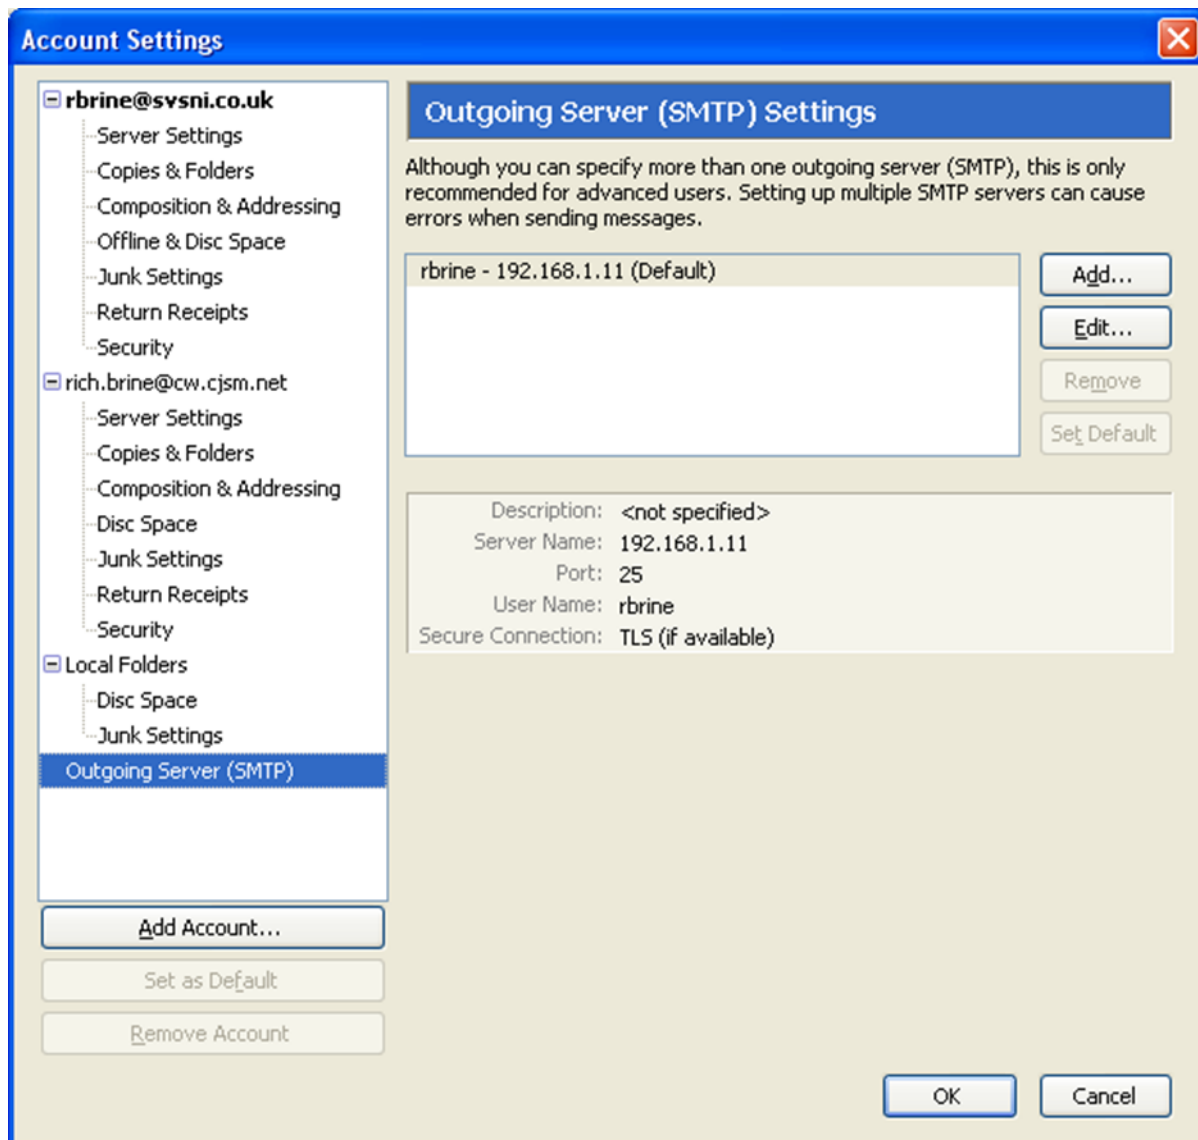 Account Settings
rbrine@svsni.co.uk
Server Settings
Copies & Folders
Composition & Addressing
Offline & Disc Space
Junk Settings
Return Receipts
Security
rich.brine@cw.cjsm.net
Server Settings
Copies & Folders
Composition & Addressing
Disc Space
Junk Settings
Return Receipts
Security
Local Folders
Disc Space
Junk Settings
Outgoing Server (SMTP)
Add Account...
Set as Default
Remove Account
Outgoing Server (SMTP) Settings
Although you can specify more than one outgoing server (SMTP), this is only
recommended for advanced users. Setting up multiple SMTP servers can cause
errors when sending messages.
rbrine - 192.168.1.11 (Default)
Add...
Edit...
Remove
Set Default
Description: <not specified>
Server Name: 192.168.1.11
Port: 25
User Name: rbrine
Secure Connection: TLS (if available)
OK
Cancel